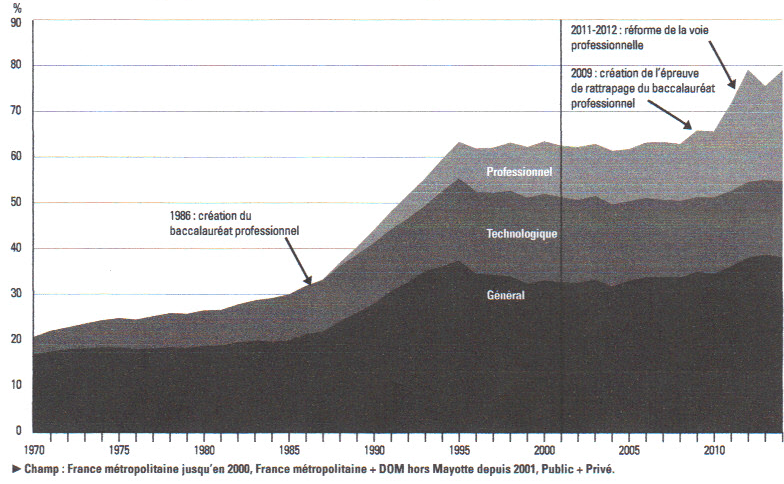 %
90
80
70
60
50
40
30
20
10
0
2011-2012 : réforme de la voie
professionnelle
2009 : création de l'épreuve
de rattrapage du baccalauréat
professionnel
1986 : création du
baccalauréat professionnel
Professionnel
Technologique
Général
1970 1975 1980 1985 1990 1995 2000 2005 2010
► Champ : France métropolitaine jusqu'en 2000, France métropolitaine + DOM hors Mayotte depuis 2001, Public + Privé.